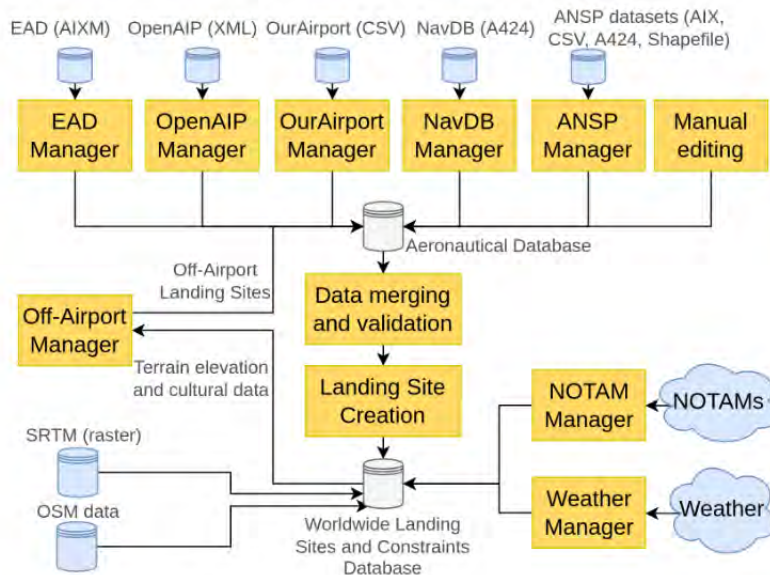 EAD (AIXM)
OpenAIP (XML)
OurAirport (CSV)
NavDB (A424)
ANSP datasets (AIX,
CSV, A424, Shapefile)
EAD
Manager
OpenAIP
Manager
OurAirport
Manager
NavDB
Manager
ANSP
Manager
Manual
editing
Aeronautical Database
Off-Airport
Landing Sites
Data merging
and validation
Off-Airport
Manager
Terrain elevation
and cultural data
Landing Site
Creation
NOTAM
Manager
NOTAMs
SRTM (raster)
OSM data
Weather
Manager
Weather
Worldwide Landing
Sites and Constraints
Database